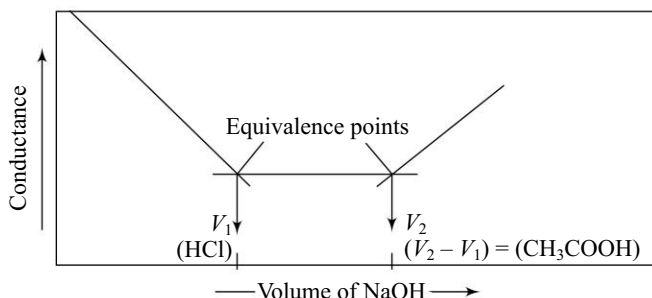 Conductance
Equivalence points
V₁
(HCl)
V₂
(V₂ – V₁) = (CH₃COOH)
Volume of NaOH